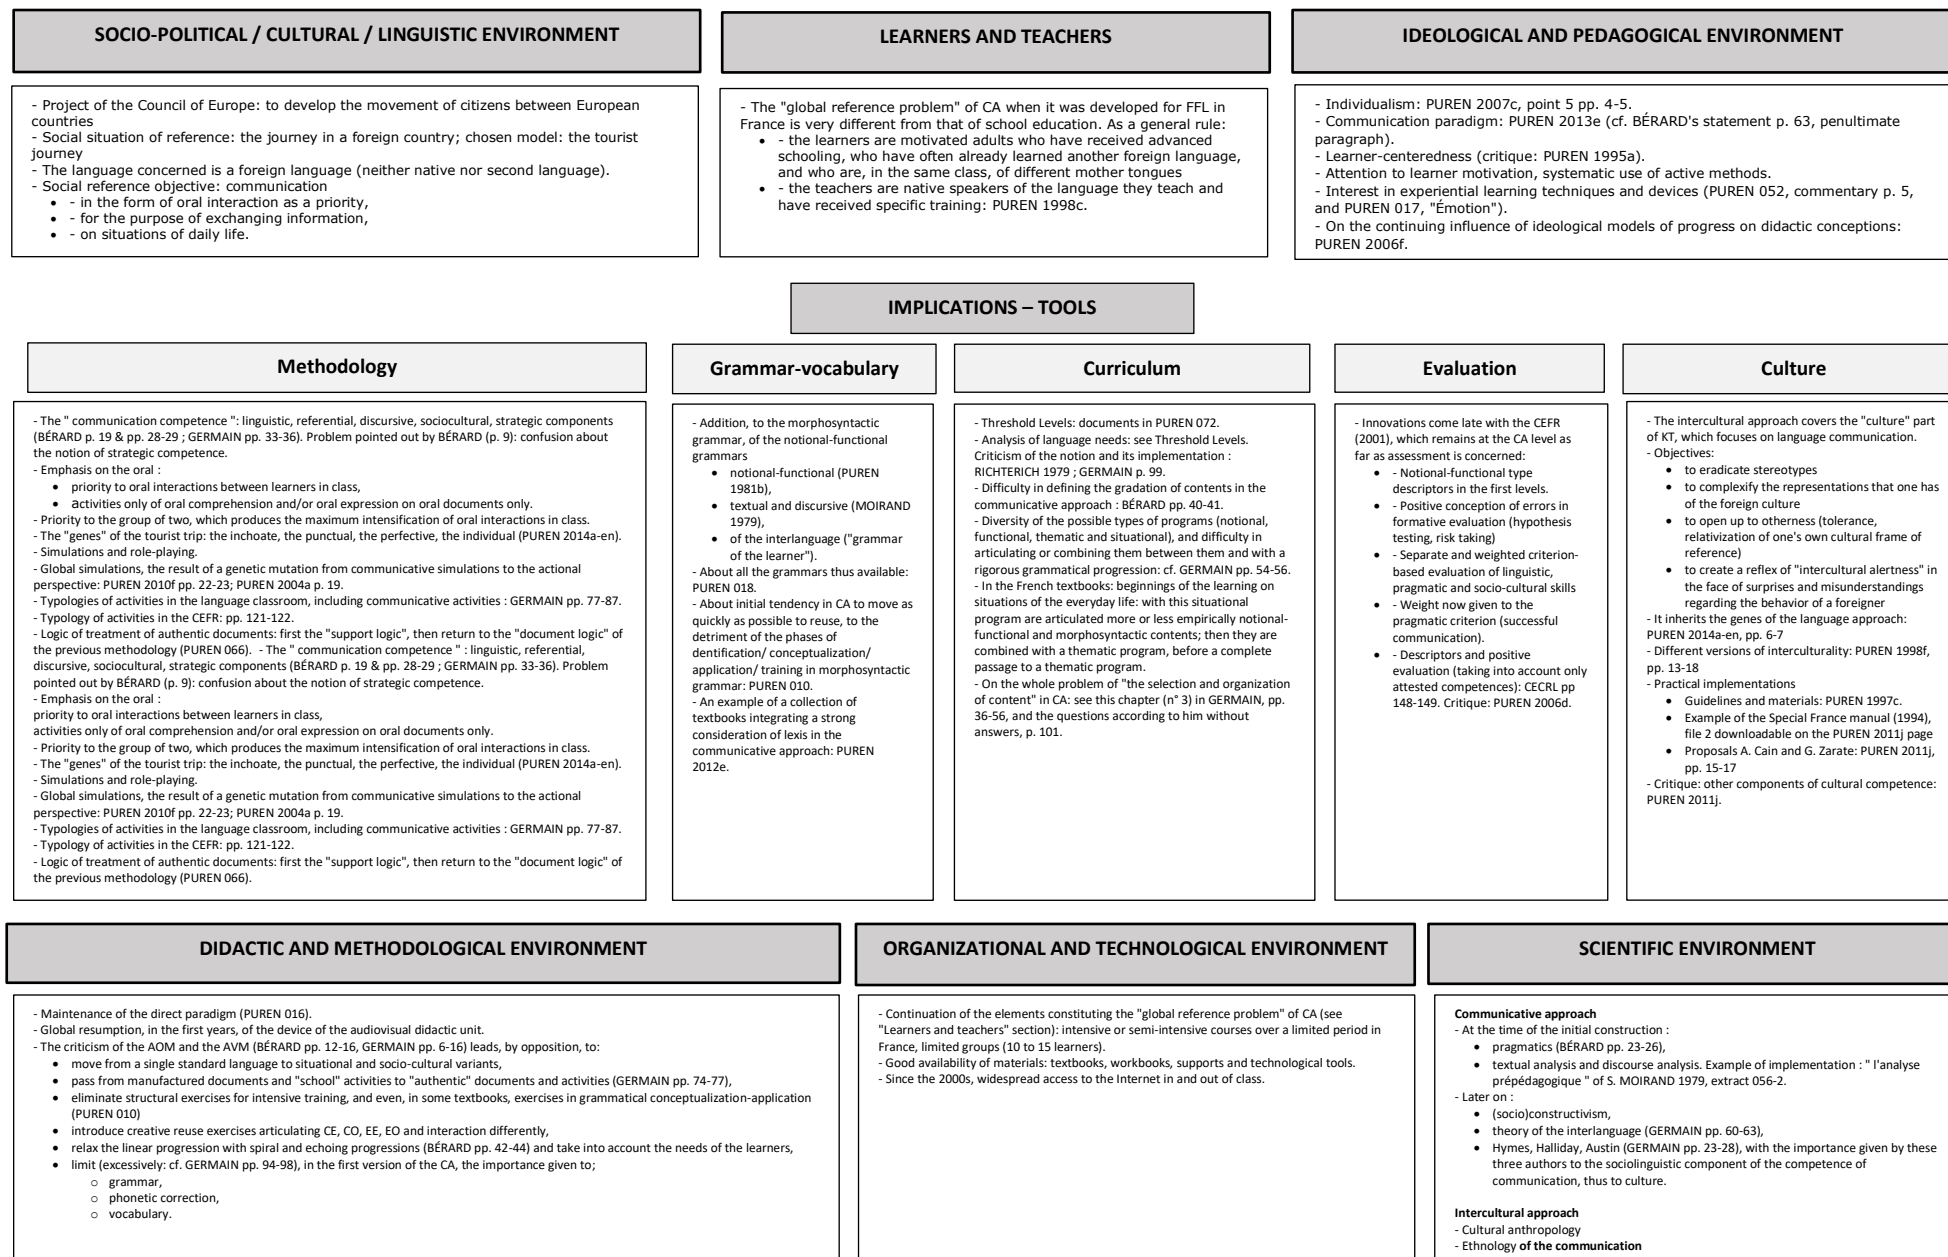 SOCIO-POLITICAL / CULTURAL / LINGUISTIC ENVIRONMENT
- Project of the Council of Europe: to develop the movement of citizens between European
countries
- Social situation of reference: the journey in a foreign country; chosen model: the tourist
journey
- The language concerned is a foreign language (neither native nor second language).
- Social reference objective: communication
• - in the form of oral interaction as a priority,
• - for the purpose of exchanging information,
• - on situations of daily life.
LEARNERS AND TEACHERS
- The "global reference problem" of CA when it was developed for FFL in
France is very different from that of school education. As a general rule:
• - the learners are motivated adults who have received advanced
schooling, who have often already learned another foreign language,
and who are, in the same class, of different mother tongues
• - the teachers are native speakers of the language they teach and
have received specific training: PUREN 1998c.
IDEOLOGICAL AND PEDAGOGICAL ENVIRONMENT
- Individualism: PUREN 2007c, point 5 pp. 4-5.
- Communication paradigm: PUREN 2013e (cf. BÉRARD's statement p. 63, penultimate
paragraph).
- Learner-centeredness (critique: PUREN 1995a).
- Attention to learner motivation, systematic use of active methods.
- Interest in experiential learning techniques and devices (PUREN 052, commentary p. 5,
and PUREN 017, "Émotion").
- On the continuing influence of ideological models of progress on didactic conceptions:
PUREN 2006f.
IMPLICATIONS – TOOLS
Methodology
- The " communication competence ": linguistic, referential, discursive, sociocultural, strategic components
(BÉRARD p. 19 & pp. 28-29 ; GERMAIN pp. 33-36). Problem pointed out by BÉRARD (p. 9): confusion about
the notion of strategic competence.
- Emphasis on the oral :
• priority to oral interactions between learners in class,
• activities only of oral comprehension and/or oral expression on oral documents only.
- Priority to the group of two, which produces the maximum intensification of oral interactions in class.
- The "genes" of the tourist trip: the inchoate, the punctual, the perfective, the individual (PUREN 2014a-en).
- Simulations and role-playing.
- Global simulations, the result of a genetic mutation from communicative simulations to the actional
perspective: PUREN 2010f pp. 22-23; PUREN 2004a p. 19.
- Typologies of activities in the language classroom, including communicative activities : GERMAIN pp. 77-87.
- Typology of activities in the CEFR: pp. 121-122.
- Logic of treatment of authentic documents: first the "support logic", then return to the "document logic" of
the previous methodology (PUREN 066). - The " communication competence " : linguistic, referential,
discursive, sociocultural, strategic components (BÉRARD p. 19 & pp. 28-29 ; GERMAIN pp. 33-36). Problem
pointed out by BÉRARD (p. 9): confusion about the notion of strategic competence.
- Emphasis on the oral :
priority to oral interactions between learners in class,
activities only of oral comprehension and/or oral expression on oral documents only.
- Priority to the group of two, which produces the maximum intensification of oral interactions in class.
- The "genes" of the tourist trip: the inchoate, the punctual, the perfective, the individual (PUREN 2014a-en).
- Simulations and role-playing.
- Global simulations, the result of a genetic mutation from communicative simulations to the actional
perspective: PUREN 2010f pp. 22-23; PUREN 2004a p. 19.
- Typologies of activities in the language classroom, including communicative activities : GERMAIN pp. 77-87.
- Typology of activities in the CEFR: pp. 121-122.
- Logic of treatment of authentic documents: first the "support logic", then return to the "document logic" of
the previous methodology (PUREN 066).
Grammar-vocabulary
- Addition, to the morphosyntactic
grammar, of the notional-functional
grammars
• notional-functional (PUREN
1981b),
• textual and discursive (MOIRAND
1979),
• of the interlanguage ("grammar
of the learner").
- About all the grammars thus available:
PUREN 018.
- About initial tendency in CA to move as
quickly as possible to reuse, to the
detriment of the phases of
dentification/ conceptualization/
application/ training in morphosyntactic
grammar: PUREN 010.
- An example of a collection of
textbooks integrating a strong
consideration of lexis in the
communicative approach: PUREN
2012e.
Curriculum
- Threshold Levels: documents in PUREN 072.
- Analysis of language needs: see Threshold Levels.
Criticism of the notion and its implementation :
RICHTERICH 1979 ; GERMAIN p. 99.
- Difficulty in defining the gradation of contents in the
communicative approach : BÉRARD pp. 40-41.
- Diversity of the possible types of programs (notional,
functional, thematic and situational), and difficulty in
articulating or combining them between them and with a
rigorous grammatical progression: cf. GERMAIN pp. 54-56.
- In the French textbooks: beginnings of the learning on
situations of the everyday life: with this situational
program are articulated more or less empirically notional-
functional and morphosyntactic contents; then they are
combined with a thematic program, before a complete
passage to a thematic program.
- On the whole problem of "the selection and organization
of content" in CA: see this chapter (n° 3) in GERMAIN, pp.
36-56, and the questions according to him without
answers, p. 101.
Evaluation
- Innovations come late with the CEFR
(2001), which remains at the CA level as
far as assessment is concerned:
• - Notional-functional type
descriptors in the first levels.
• - Positive conception of errors in
formative evaluation (hypothesis
testing, risk taking)
• - Separate and weighted criterion-
based evaluation of linguistic,
pragmatic and socio-cultural skills
• - Weight now given to the
pragmatic criterion (successful
communication).
• - Descriptors and positive
evaluation (taking into account only
attested competences): CECRL pp
148-149. Critique: PUREN 2006d.
Culture
- The intercultural approach covers the "culture" part
of KT, which focuses on language communication.
- Objectives:
• to eradicate stereotypes
• to complexify the representations that one has
of the foreign culture
• to open up to otherness (tolerance,
relativization of one's own cultural frame of
reference)
• to create a reflex of "intercultural alertness" in
the face of surprises and misunderstandings
regarding the behavior of a foreigner
- It inherits the genes of the language approach:
PUREN 2014a-en, pp. 6-7
- Different versions of interculturality: PUREN 1998f,
pp. 13-18
- Practical implementations
• Guidelines and materials: PUREN 1997c.
• Example of the Special France manual (1994),
file 2 downloadable on the PUREN 2011j page
• Proposals A. Cain and G. Zarate: PUREN 2011j,
pp. 15-17
- Critique: other components of cultural competence:
PUREN 2011j.
DIDACTIC AND METHODOLOGICAL ENVIRONMENT
- Maintenance of the direct paradigm (PUREN 016).
- Global resumption, in the first years, of the device of the audiovisual didactic unit.
- The criticism of the AOM and the AVM (BÉRARD pp. 12-16, GERMAIN pp. 6-16) leads, by opposition, to:
• move from a single standard language to situational and socio-cultural variants,
• pass from manufactured documents and "school" activities to "authentic" documents and activities (GERMAIN pp. 74-77),
• eliminate structural exercises for intensive training, and even, in some textbooks, exercises in grammatical conceptualization-application
(PUREN 010)
• introduce creative reuse exercises articulating CE, CO, EE, EO and interaction differently,
• relax the linear progression with spiral and echoing progressions (BÉRARD pp. 42-44) and take into account the needs of the learners,
• limit (excessively: cf. GERMAIN pp. 94-98), in the first version of the CA, the importance given to;
○ grammar,
○ phonetic correction,
○ vocabulary.
ORGANIZATIONAL AND TECHNOLOGICAL ENVIRONMENT
- Continuation of the elements constituting the "global reference problem" of CA (see
"Learners and teachers" section): intensive or semi-intensive courses over a limited period in
France, limited groups (10 to 15 learners).
- Good availability of materials: textbooks, workbooks, supports and technological tools.
- Since the 2000s, widespread access to the Internet in and out of class.
SCIENTIFIC ENVIRONMENT
Communicative approach
- At the time of the initial construction :
• pragmatics (BÉRARD pp. 23-26),
• textual analysis and discourse analysis. Example of implementation : " l'analyse
prépédagogique " of S. MOIRAND 1979, extract 056-2.
- Later on :
• (socio)constructivism,
• theory of the interlanguage (GERMAIN pp. 60-63),
• Hymes, Halliday, Austin (GERMAIN pp. 23-28), with the importance given by these
three authors to the sociolinguistic component of the competence of
communication, thus to culture.
Intercultural approach
- Cultural anthropology
- Ethnology of the communication